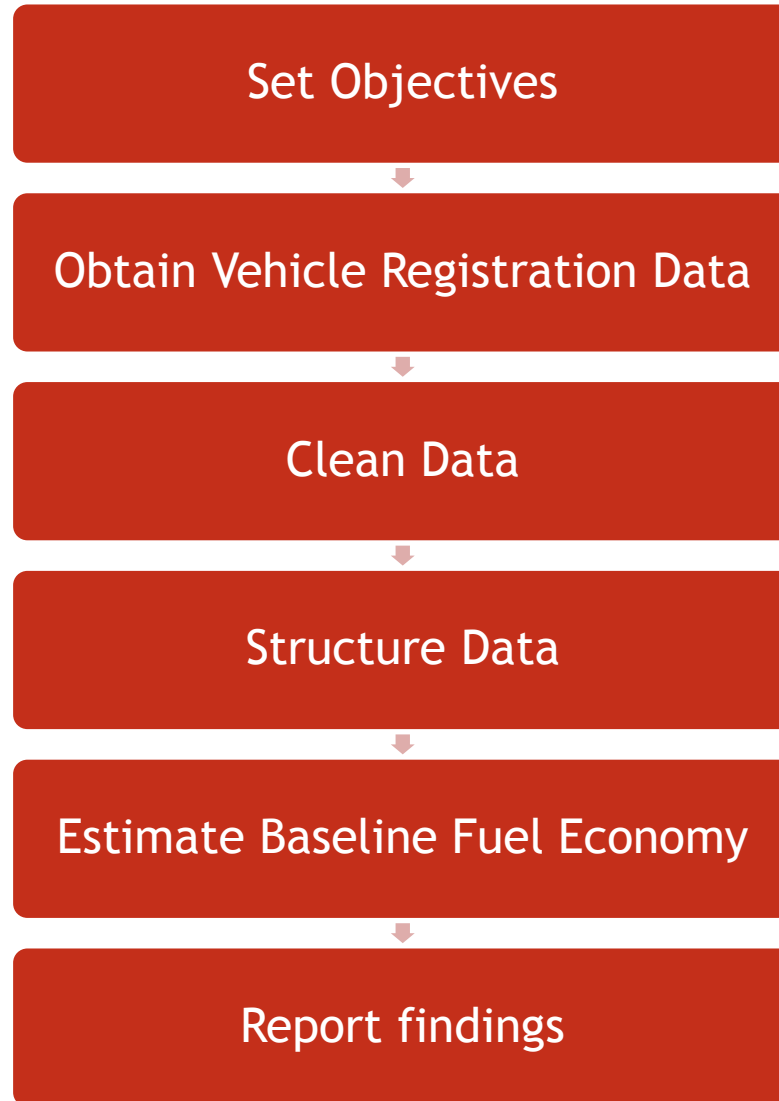 Set Objectives
Obtain Vehicle Registration Data
Clean Data
Structure Data
Estimate Baseline Fuel Economy
Report findings